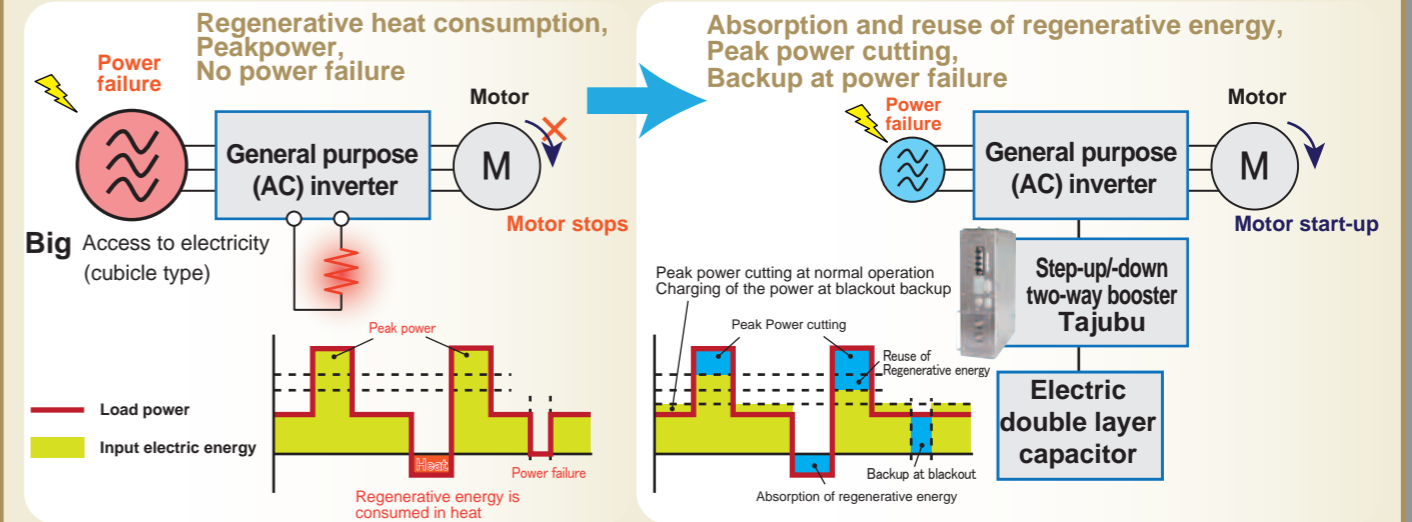 Regenerative heat consumption,
Peakpower,
No power failure
Power
failure
Motor
General purpose
(AC) inverter
M
Motor stops
Big Access to electricity
(cubicle type)
Peak power
Load power
Input electric energy
Heat
Power failure
Regenerative energy is
consumed in heat
Absorption and reuse of regenerative energy,
Peak power cutting,
Backup at power failure
Power
failure
Motor
General purpose
(AC) inverter
M
Motor start-up
Step-up/-down
two-way booster
Tajubu
Electric
double layer
capacitor
Peak power cutting at normal operation
Charging of the power at blackout backup
Peak Power cutting
Reuse of
Regenerative energy
Backup at blackout
Absorption of regenerative energy